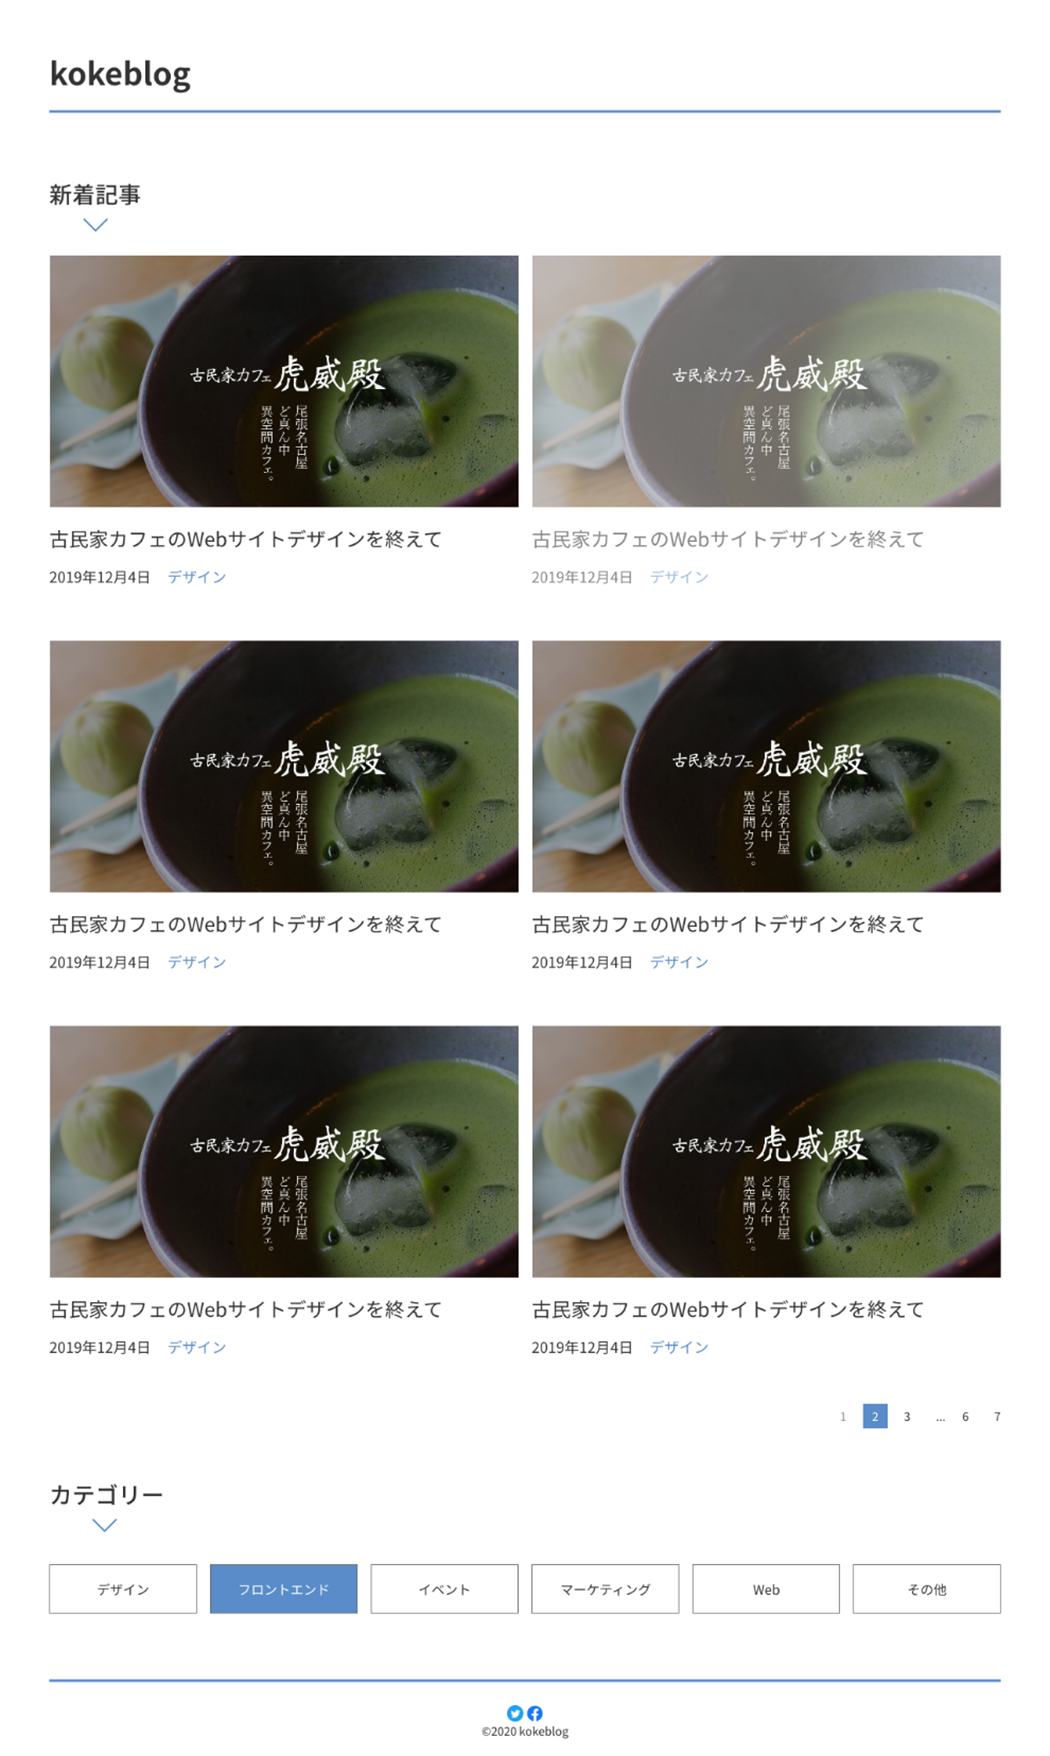 kokeblog
新着記事
古民家カフェ虎威殿
尾張名古屋
ど真ん中
異空間カフェ。
古民家カフェのWebサイトデザインを終えて
2019年12月4日 デザイン
古民家カフェ虎威殿
尾張名古屋
ど真ん中
異空間カフェ。
古民家カフェのWebサイトデザインを終えて
2019年12月4日 デザイン
古民家カフェ虎威殿
尾張名古屋
ど真ん中
異空間カフェ。
古民家カフェのWebサイトデザインを終えて
2019年12月4日 デザイン
古民家カフェ虎威殿
尾張名古屋
ど真ん中
異空間カフェ。
古民家カフェのWebサイトデザインを終えて
2019年12月4日 デザイン
古民家カフェ虎威殿
尾張名古屋
ど真ん中
異空間カフェ。
古民家カフェのWebサイトデザインを終えて
2019年12月4日 デザイン
古民家カフェ虎威殿
尾張名古屋
ど真ん中
異空間カフェ。
古民家カフェのWebサイトデザインを終えて
2019年12月4日 デザイン
1 2 3 ... 6 7
カテゴリー
デザイン フロントエンド イベント マーケティング Web その他
©2020 kokeblog